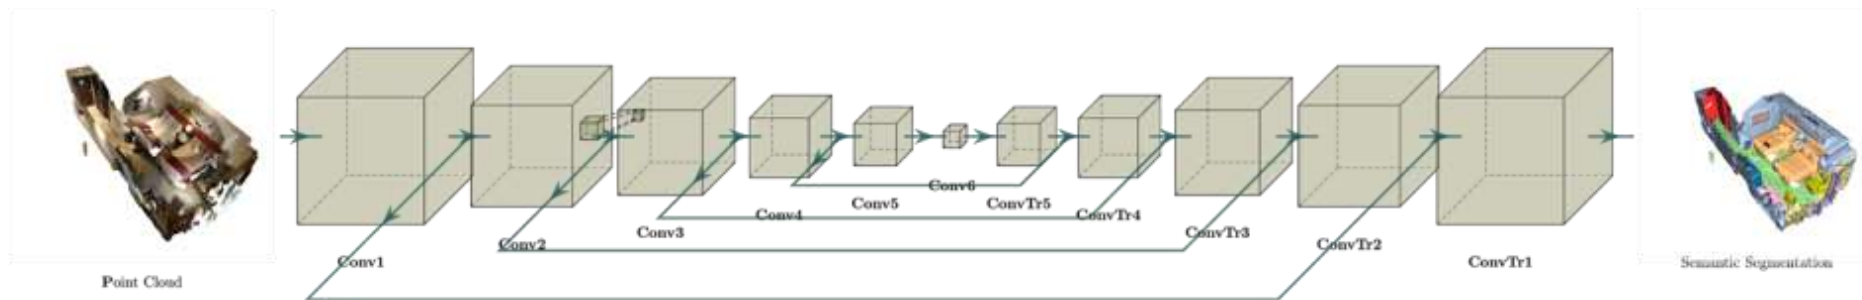 Conv6
Conv5
ConvTr5
Conv4
ConvTr4
Conv3
ConvTr3
Conv2
ConvTr2
Conv1
ConvTr1
Semantic Segmentation
Point Cloud